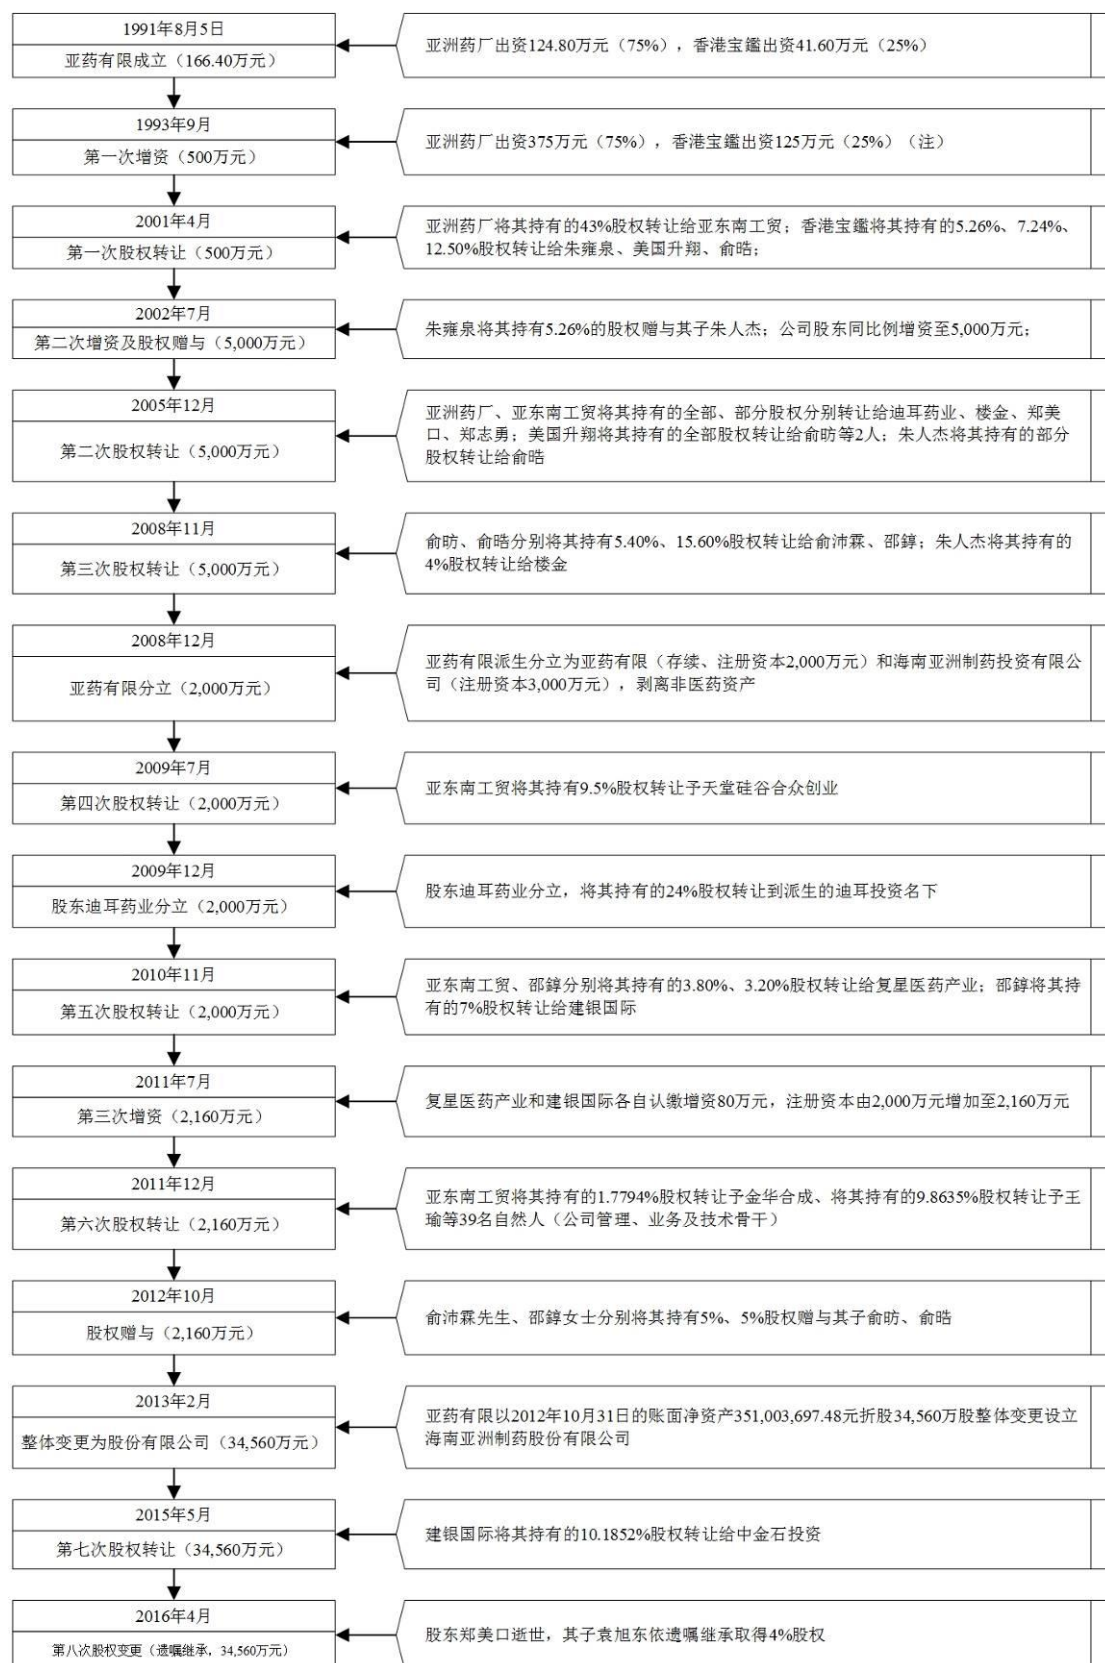 1991年8月5日
亚药有限成立（166.40万元）
亚洲药厂出资124.80万元（75%），香港宝鑑出资41.60万元（25%）
1993年9月
第一次增资（500万元）
亚洲药厂出资375万元（75%），香港宝鑑出资125万元（25%）（注）
2001年4月
第一次股权转让（500万元）
亚洲药厂将其持有的43%股权转让给亚东南工贸；香港宝鑑将其持有的5.26%、7.24%、
12.50%股权转让给朱雍泉、美国升翔、俞晧；
2002年7月
第二次增资及股权赠与（5,000万元）
朱雍泉将其持有5.26%的股权赠与其子朱人杰；公司股东同比例增资至5,000万元；
2005年12月
第二次股权转让（5,000万元）
亚洲药厂、亚东南工贸将其持有的全部、部分股权分别转让给迪耳药业、楼金、郑美
口、郑志勇；美国升翔将其持有的全部股权转让给俞昉等2人；朱人杰将其持有的部分
股权转让给俞晧
2008年11月
第三次股权转让（5,000万元）
俞昉、俞晧分别将其持有5.40%、15.60%股权转让给俞沛霖、邵錞；朱人杰将其持有的
4%股权转让给楼金
2008年12月
亚药有限分立（2,000万元）
亚药有限派生分立为亚药有限（存续、注册资本2,000万元）和海南亚洲制药投资有限公
司（注册资本3,000万元），剥离非医药资产
2009年7月
第四次股权转让（2,000万元）
亚东南工贸将其持有9.5%股权转让予天堂硅谷合众创业
2009年12月
股东迪耳药业分立（2,000万元）
股东迪耳药业分立，将其持有的24%股权转让到派生的迪耳投资名下
2010年11月
第五次股权转让（2,000万元）
亚东南工贸、邵錞分别将其持有的3.80%、3.20%股权转让给复星医药产业；邵錞将其持
有的7%股权转让给建银国际
2011年7月
第三次增资（2,160万元）
复星医药产业和建银国际各自认缴增资80万元，注册资本由2,000万元增加至2,160万元
2011年12月
第六次股权转让（2,160万元）
亚东南工贸将其持有的1.7794%股权转让予金华合成、将其持有的9.8635%股权转让予王
瑜等39名自然人（公司管理、业务及技术骨干）
2012年10月
股权赠与（2,160万元）
俞沛霖先生、邵錞女士分别将其持有5%、5%股权赠与其子俞昉、俞晧
2013年2月
整体变更为股份有限公司（34,560万元）
亚药有限以2012年10月31日的账面净资产351,003,697.48元折股34,560万股整体变更设立
海南亚洲制药股份有限公司
2015年5月
第七次股权转让（34,560万元）
建银国际将其持有的10.1852%股权转让给中金石投资
2016年4月
第八次股权变更（遗嘱继承，34,560万元）
股东郑美口逝世，其子袁旭东依遗嘱继承取得4%股权